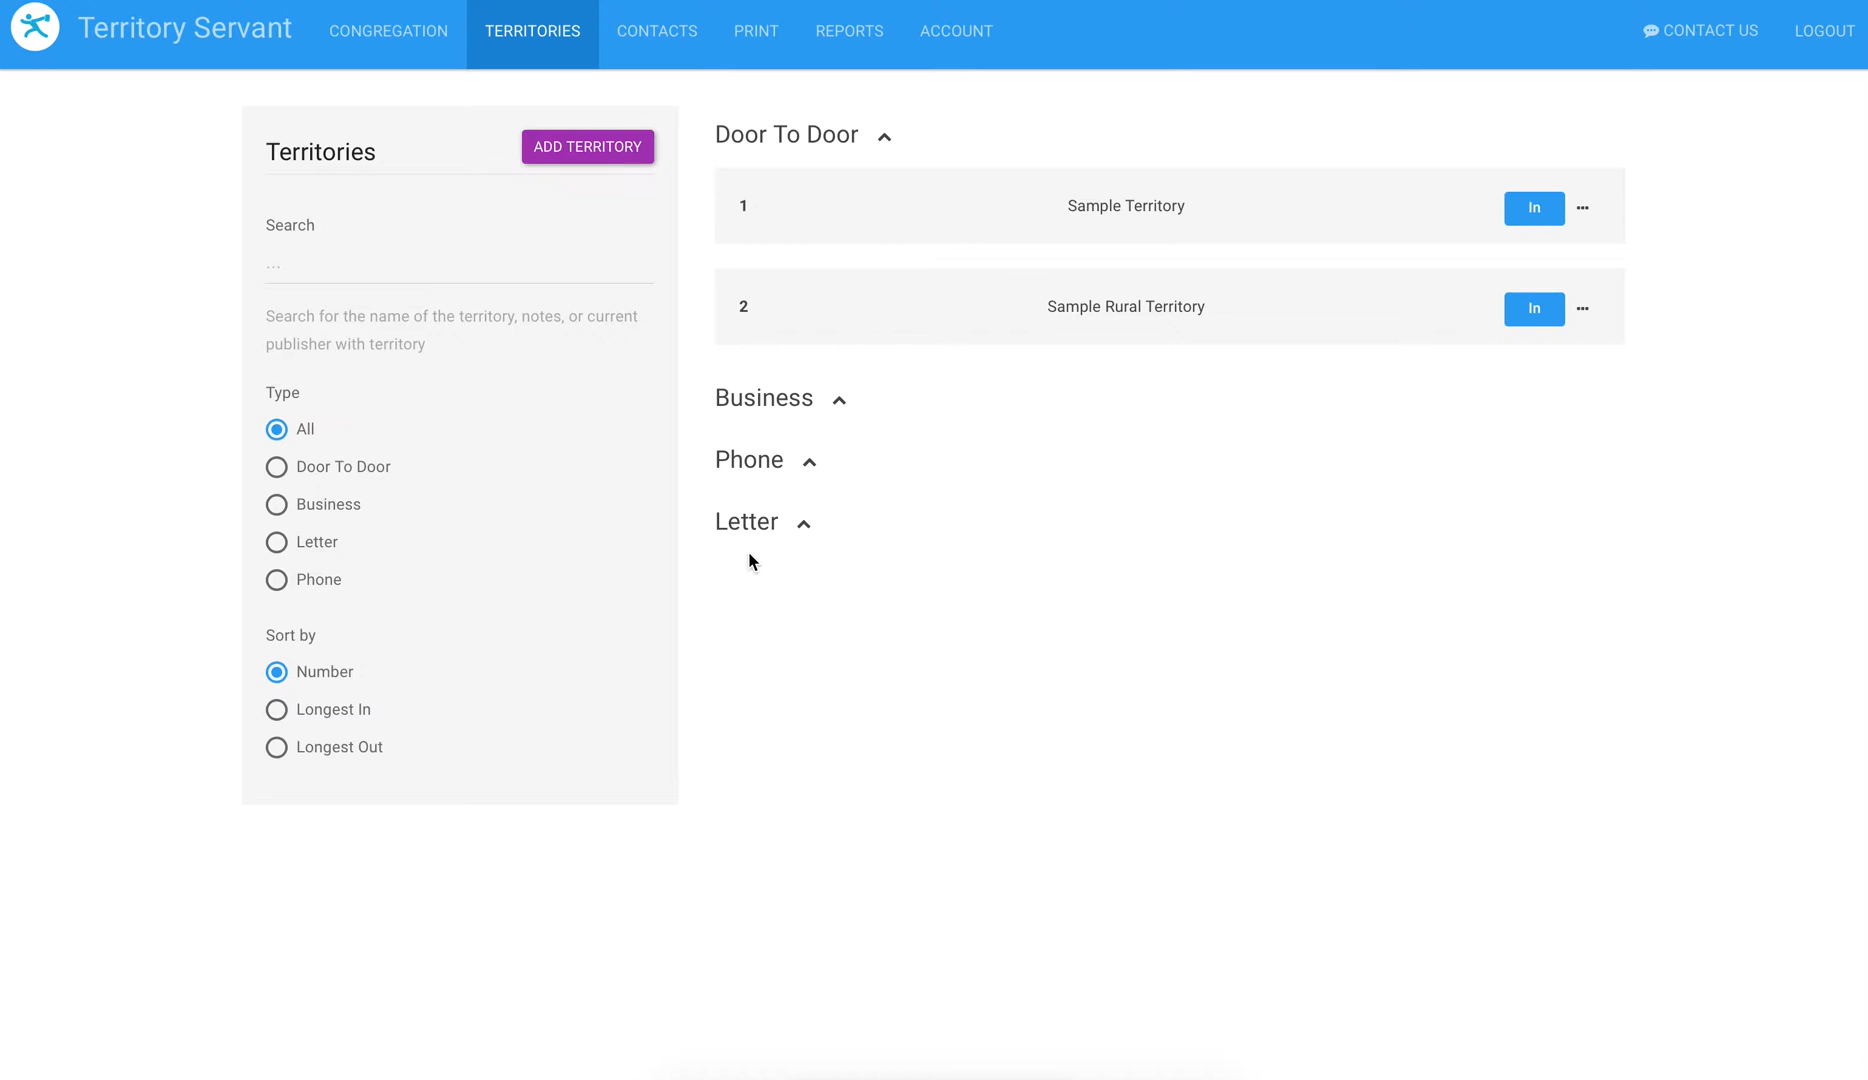 Territory Servant
CONGREGATION
TERRITORIES
CONTACTS
PRINT
REPORTS
ACCOUNT
CONTACT US
LOGOUT
Territories
ADD TERRITORY
Search
...
Search for the name of the territory, notes, or current
publisher with territory
Type
All
Door To Door
Business
Letter
Phone
Sort by
Number
Longest In
Longest Out
Door To Door
1 Sample Territory In ...
2 Sample Rural Territory In ...
Business
Phone
Letter